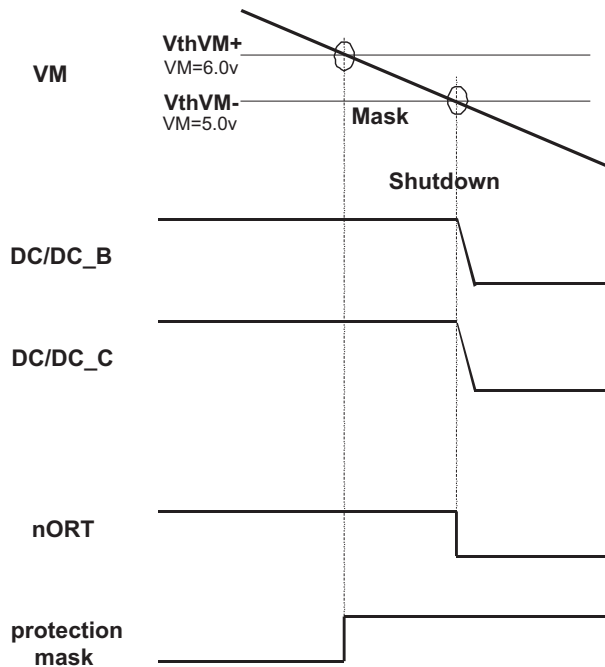 VthVM+
VM=6.0v
VM
VthVM-
VM=5.0v
Mask
Shutdown
DC/DC_B
DC/DC_C
nORT
protection
mask